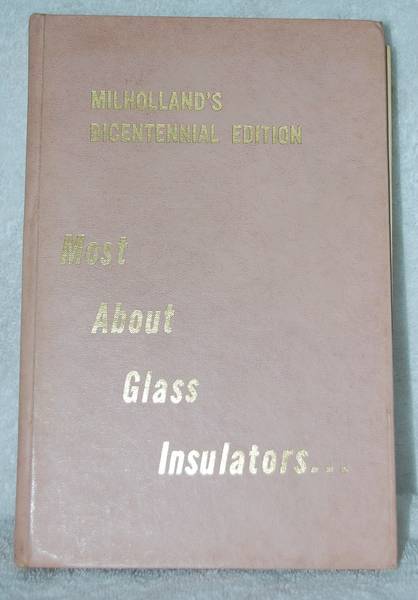 MILHOLLAND'S
BICENTENNIAL EDITION
Most
About
Glass
Insulators...